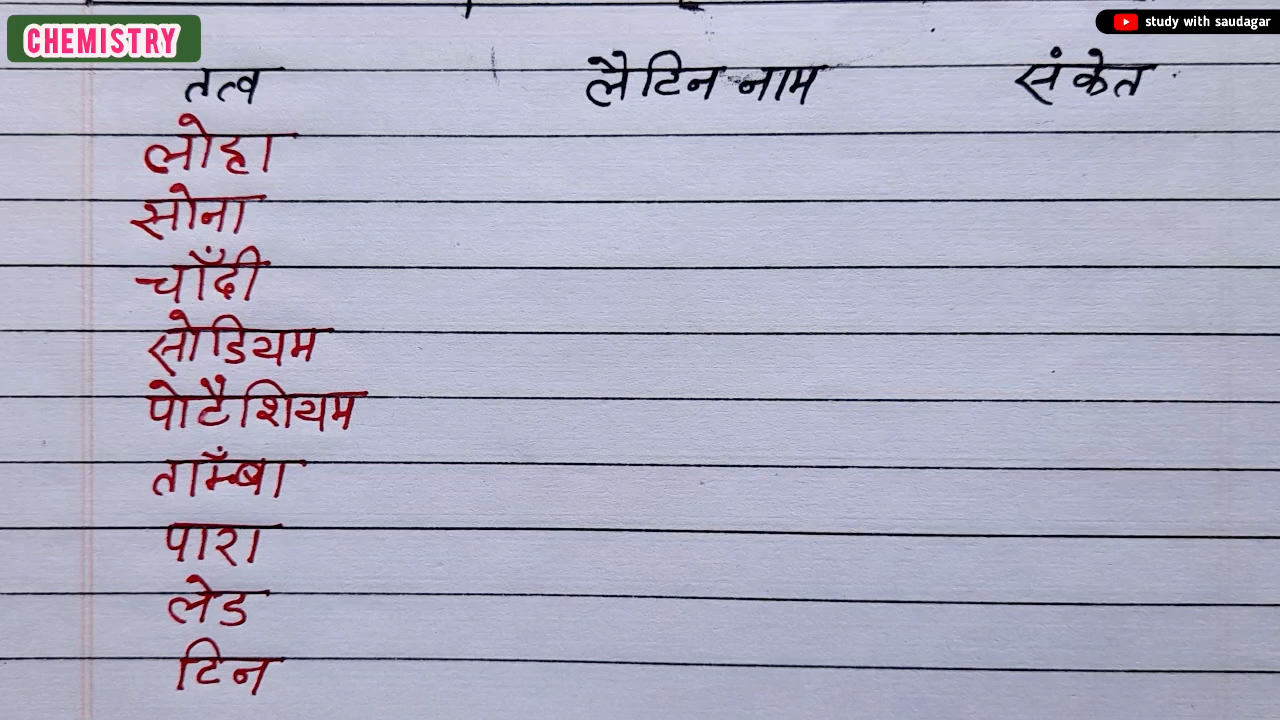 CHEMISTRY
study with saudagar
तत्व लैटिन नाम संकेत
लोहा
सोना
चाँदी
सोडियम
पोटैशियम
ताँम्बा
पारा
लेड
टिन